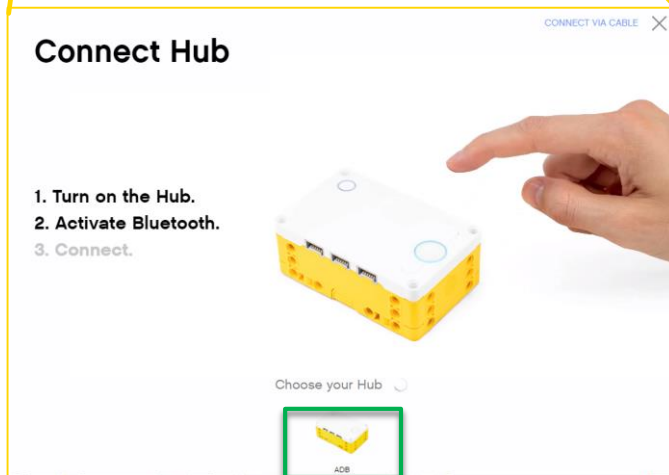 CONNECT VIA CABLE
Connect Hub
1. Turn on the Hub.
2. Activate Bluetooth.
3. Connect.
Choose your Hub
ADB